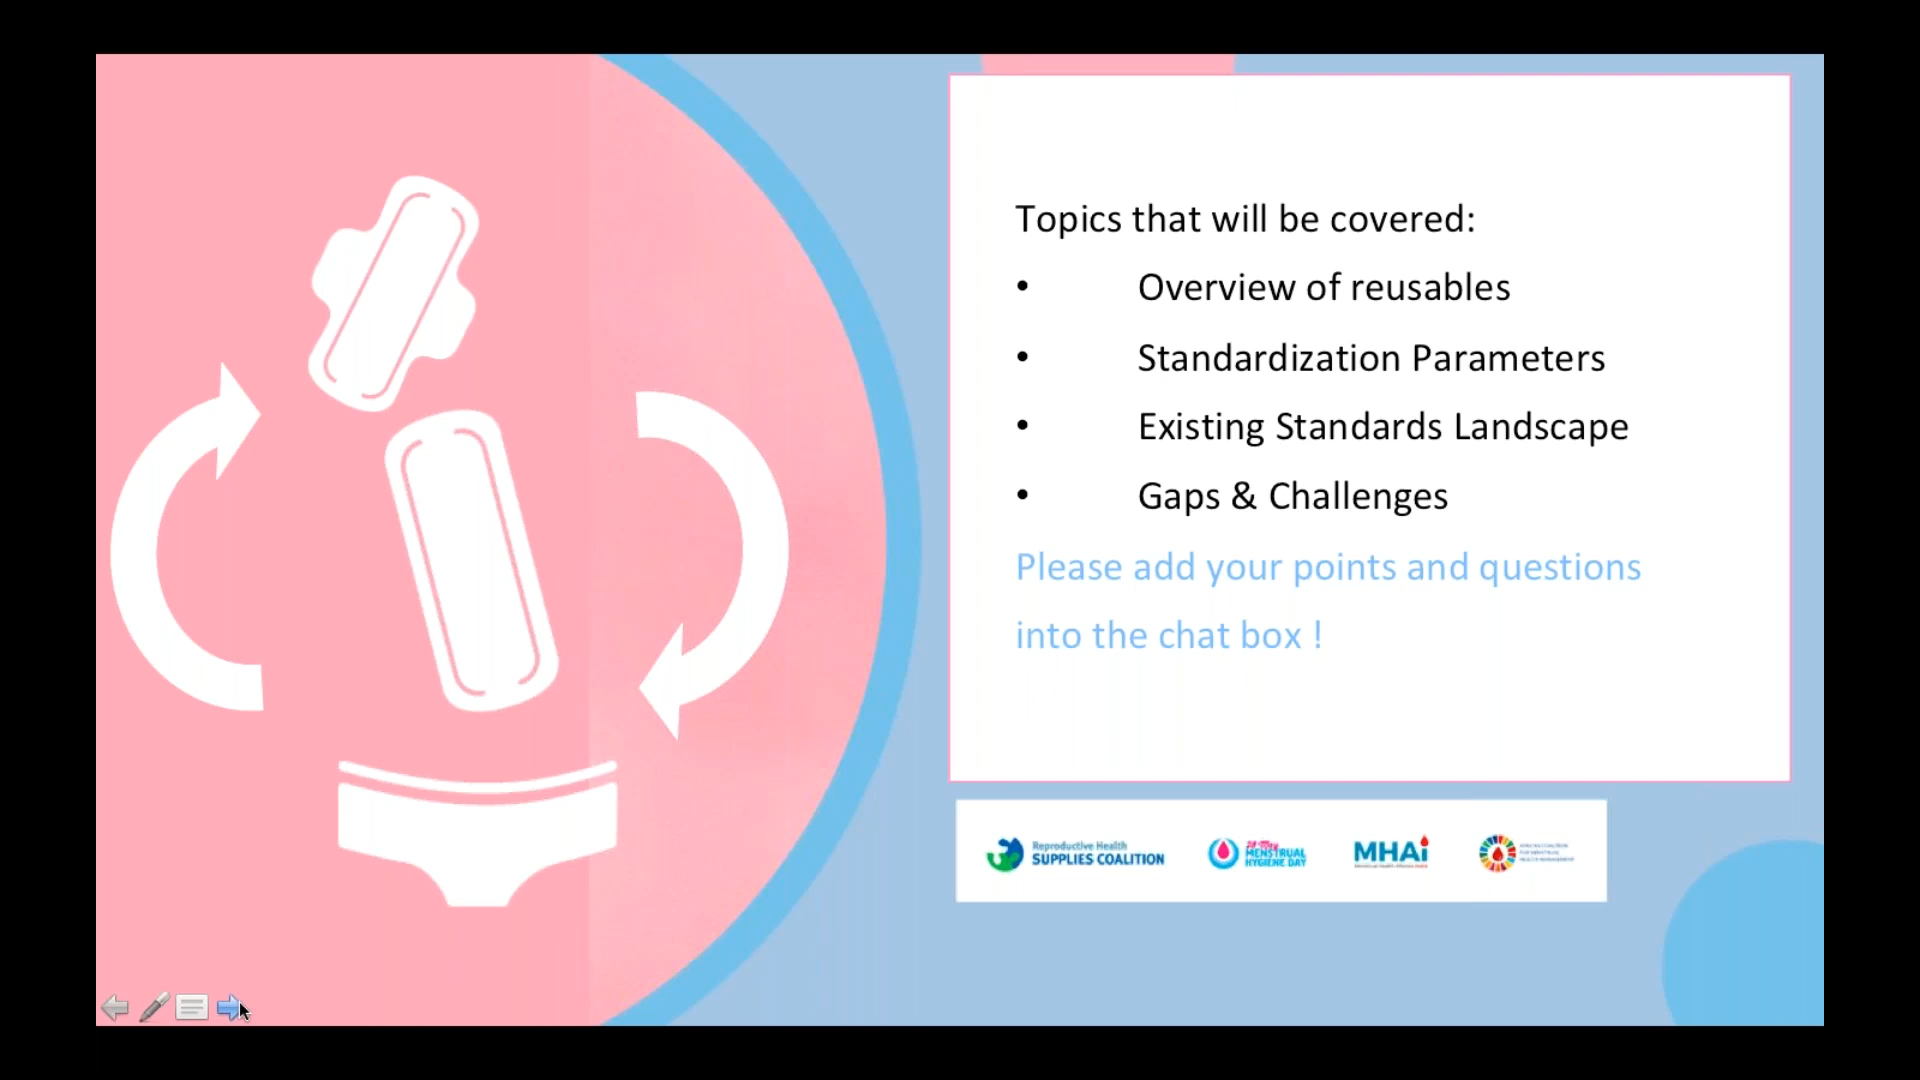 Topics that will be covered:
• Overview of reusables
• Standardization Parameters
• Existing Standards Landscape
• Gaps & Challenges
Please add your points and questions
into the chat box !
Reproductive Health
SUPPLIES COALITION
MENSTRUAL
HYGIENE DAY
MHAi